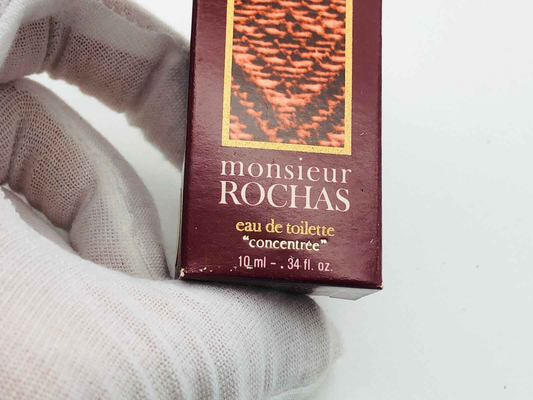 monsieur
ROCHAS
eau de toilette
"concentrée"
10 ml - .34 fl. oz.